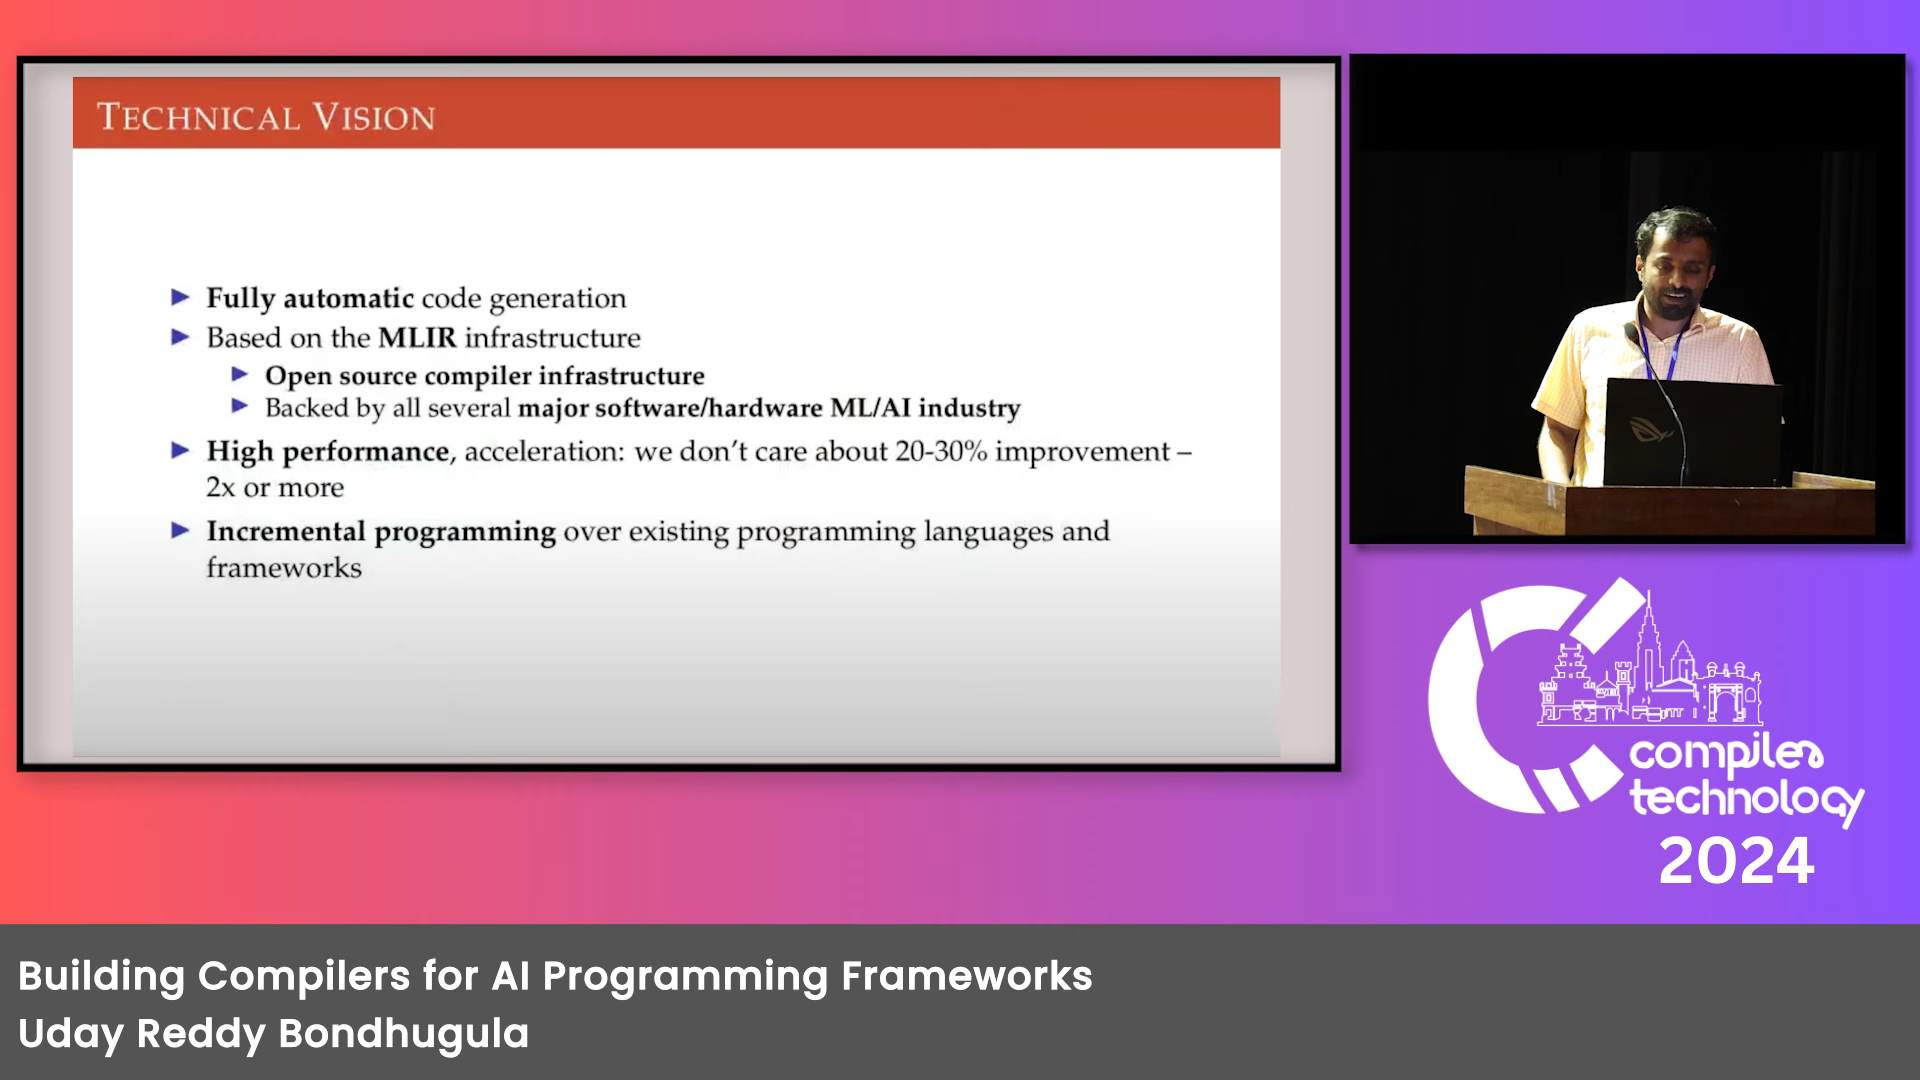 TECHNICAL VISION
Fully automatic code generation
Based on the MLIR infrastructure
Open source compiler infrastructure
Backed by all several major software/hardware ML/AI industry
High performance, acceleration: we don't care about 20-30% improvement –
2x or more
Incremental programming over existing programming languages and
frameworks
compiler
technology
2024
Building Compilers for AI Programming Frameworks
Uday Reddy Bondhugula